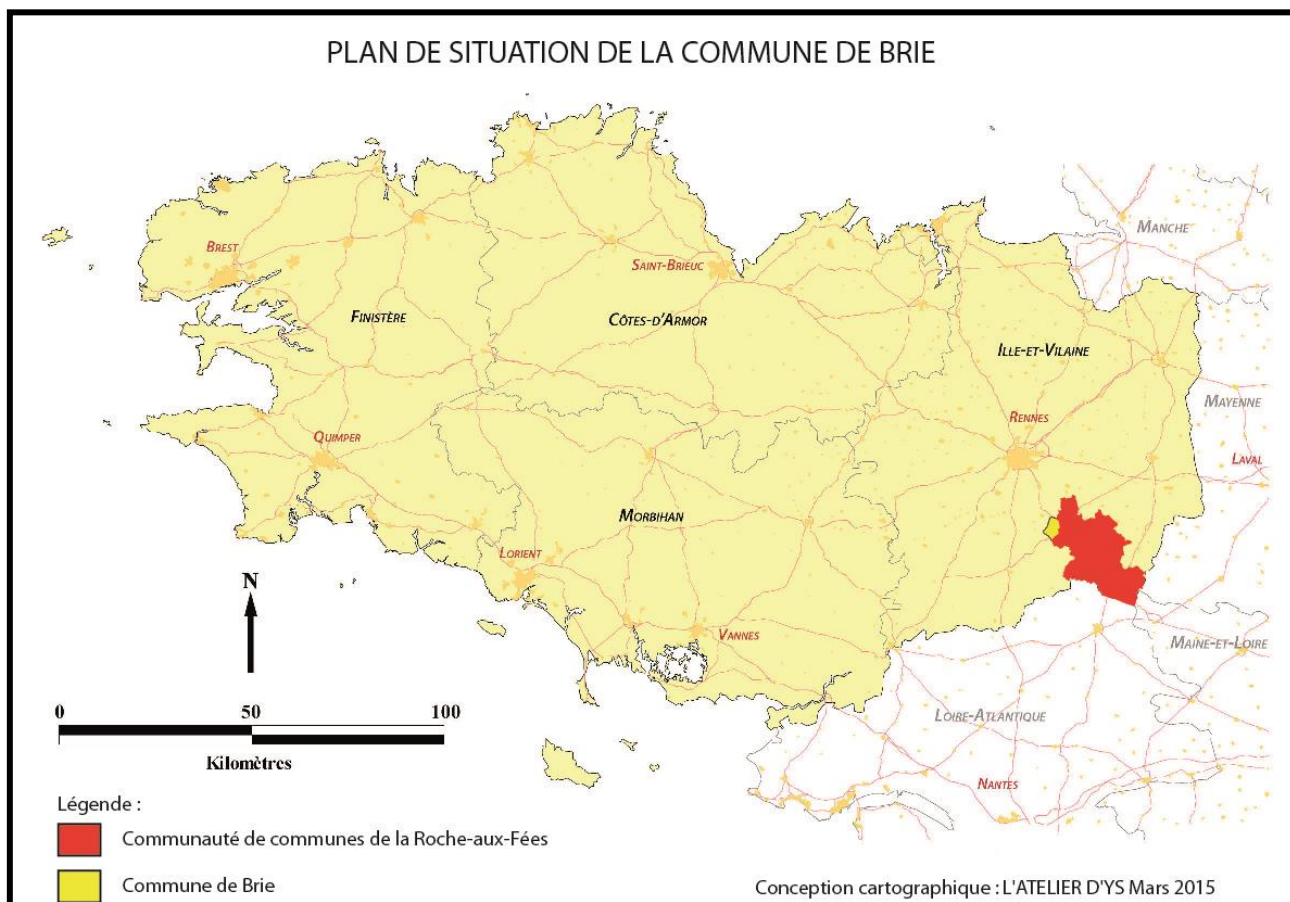 PLAN DE SITUATION DE LA COMMUNE DE BRIE
MANCHE
BREST
SAINT-BRIEUC
FINISTÈRE
CÔTES-D'ARMOR
ILLE-ET-VILAINE
MAYENNE
RENNES
QUIMPER
LAVAL
MORBIHAN
LORIENT
N
VANNES
MAINE-ET-LOIRE
0 50 100
LOIRE-ATLANTIQUE
Kilomètres
NANTES
Légende :
Communauté de communes de la Roche-aux-Fées
Commune de Brie
Conception cartographique : L'ATELIER D'YS Mars 2015